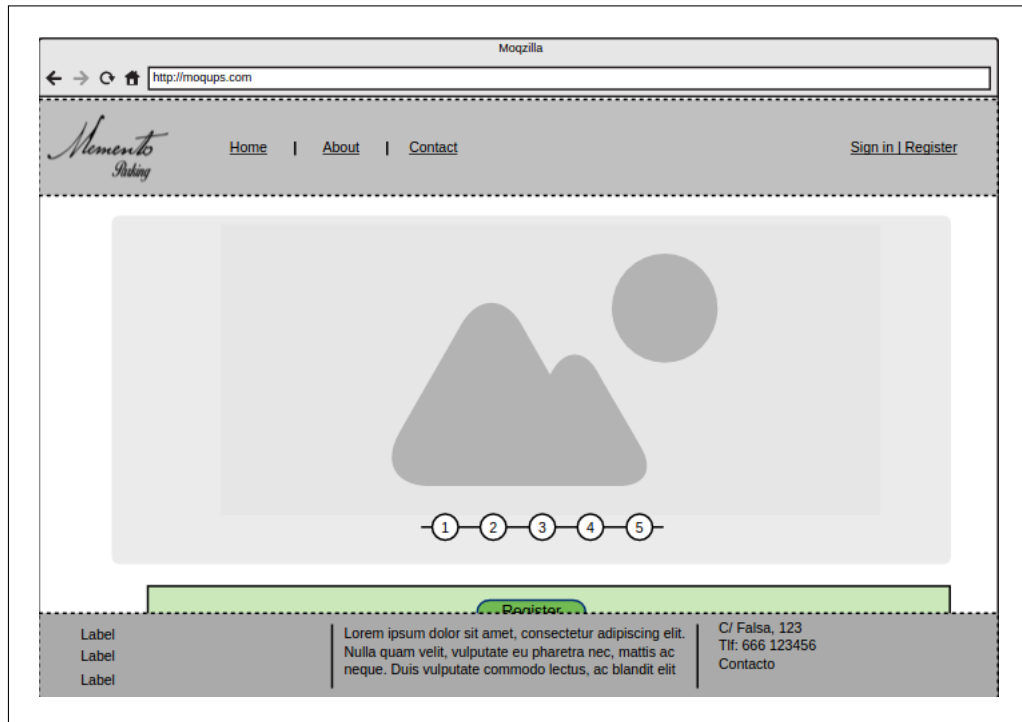 Moqzilla
http://moqups.com
Memento
Parking
Home | About | Contact
Sign in | Register
1 2 3 4 5
Register
Label
Label
Label
Lorem ipsum dolor sit amet, consectetur adipiscing elit.
Nulla quam velit, vulputate eu pharetra nec, mattis ac
neque. Duis vulputate commodo lectus, ac blandit elit
C/ Falsa, 123
Tlf: 666 123456
Contacto